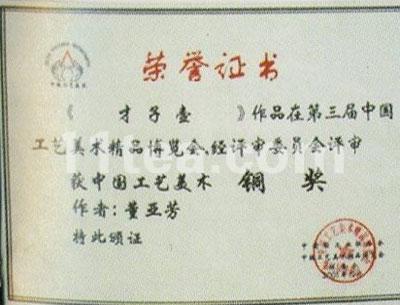 荣誉证书
《 才子壶 》作品在第三届中国
工艺美术精品博览会,经评审委员会评审
获中国工艺美术 铜奖
作者:董亚芳
特此颁证